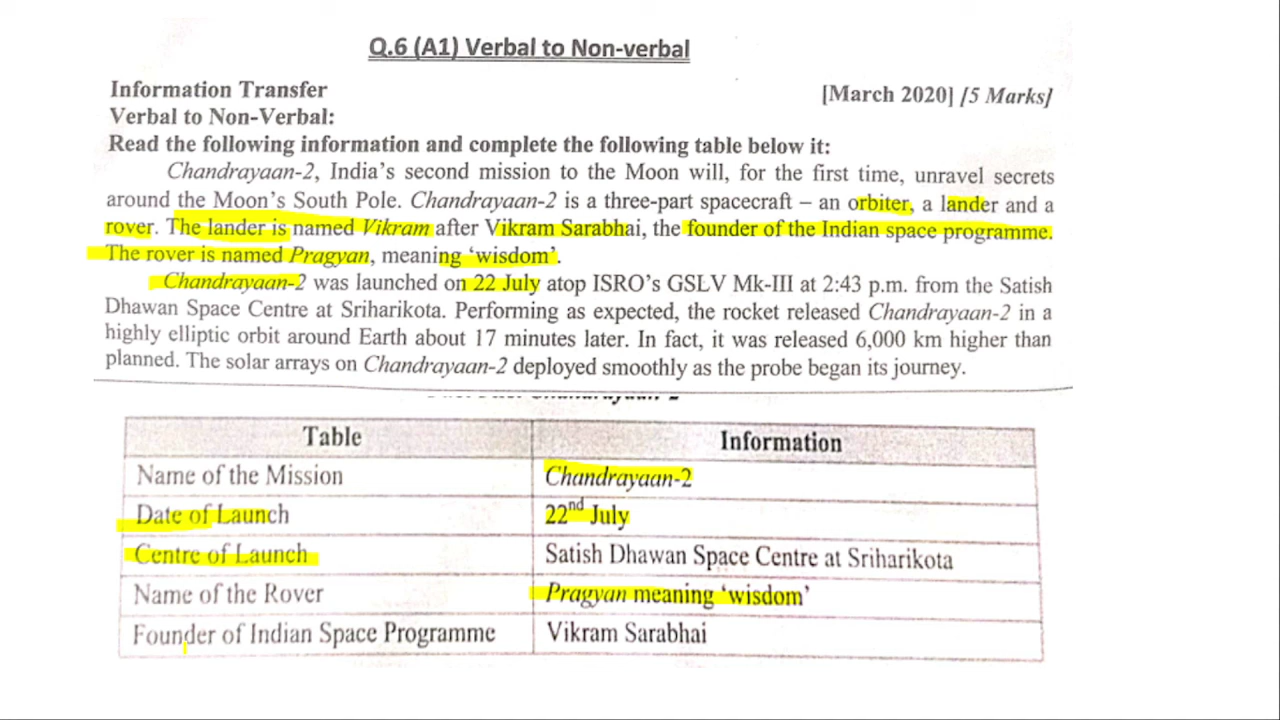 Q.6 (A1) Verbal to Non-verbal
Information Transfer
[March 2020] [5 Marks]
Verbal to Non-Verbal:
Read the following information and complete the following table below it:
Chandrayaan-2, India's second mission to the Moon will, for the first time, unravel secrets
around the Moon's South Pole. Chandrayaan-2 is a three-part spacecraft – an orbiter, a lander and a
rover. The lander is named Vikram after Vikram Sarabhai, the founder of the Indian space programme.
The rover is named Pragyan, meaning 'wisdom'.
Chandrayaan-2 was launched on 22 July atop ISRO's GSLV Mk-III at 2:43 p.m. from the Satish
Dhawan Space Centre at Sriharikota. Performing as expected, the rocket released Chandrayaan-2 in a
highly elliptic orbit around Earth about 17 minutes later. In fact, it was released 6,000 km higher than
planned. The solar arrays on Chandrayaan-2 deployed smoothly as the probe began its journey.
Table Information
Name of the Mission Chandrayaan-2
Date of Launch 22nd July
Centre of Launch Satish Dhawan Space Centre at Sriharikota
Name of the Rover Pragyan meaning 'wisdom'
Founder of Indian Space Programme Vikram Sarabhai